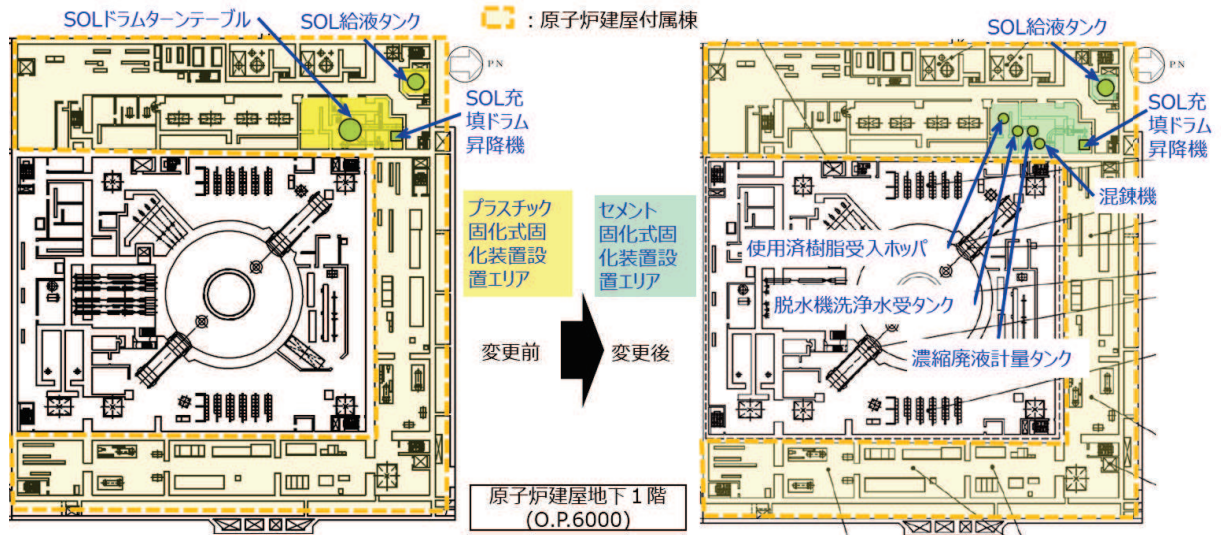 ：原子炉建屋付属棟
SOLドラムターンテーブル
SOL給液タンク
PN
SOL充
填ドラム
昇降機
プラスチック
固化式固
化装置設
置エリア
変更前
セメント
固化式固
化装置設
置エリア
変更後
原子炉建屋地下１階
(O.P.6000)
SOL給液タンク
PN
SOL充
填ドラム
昇降機
混錬機
使用済樹脂受入ホッパ
脱水機洗浄水受タンク
濃縮廃液計量タンク